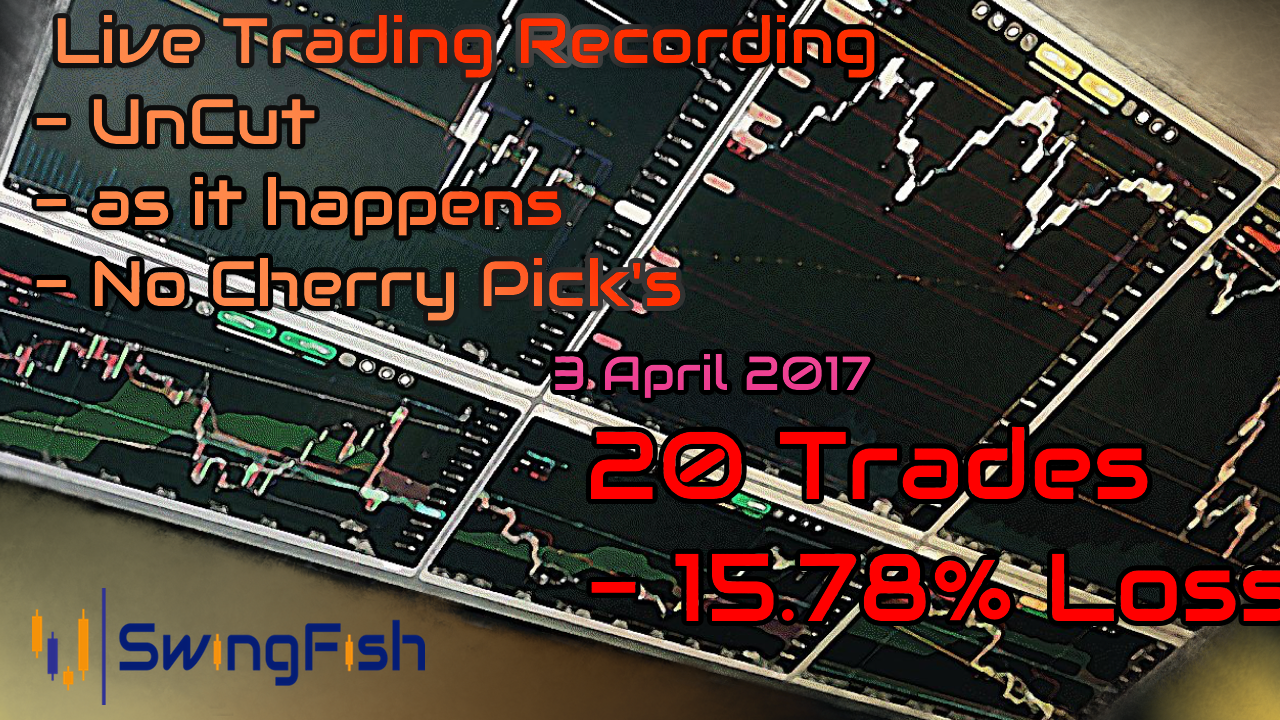 Live Trading Recording
- UnCut
- as it happens
- No Cherry Pick's
3 April 2017
20 Trades
- 15.78% Loss
SwingFish